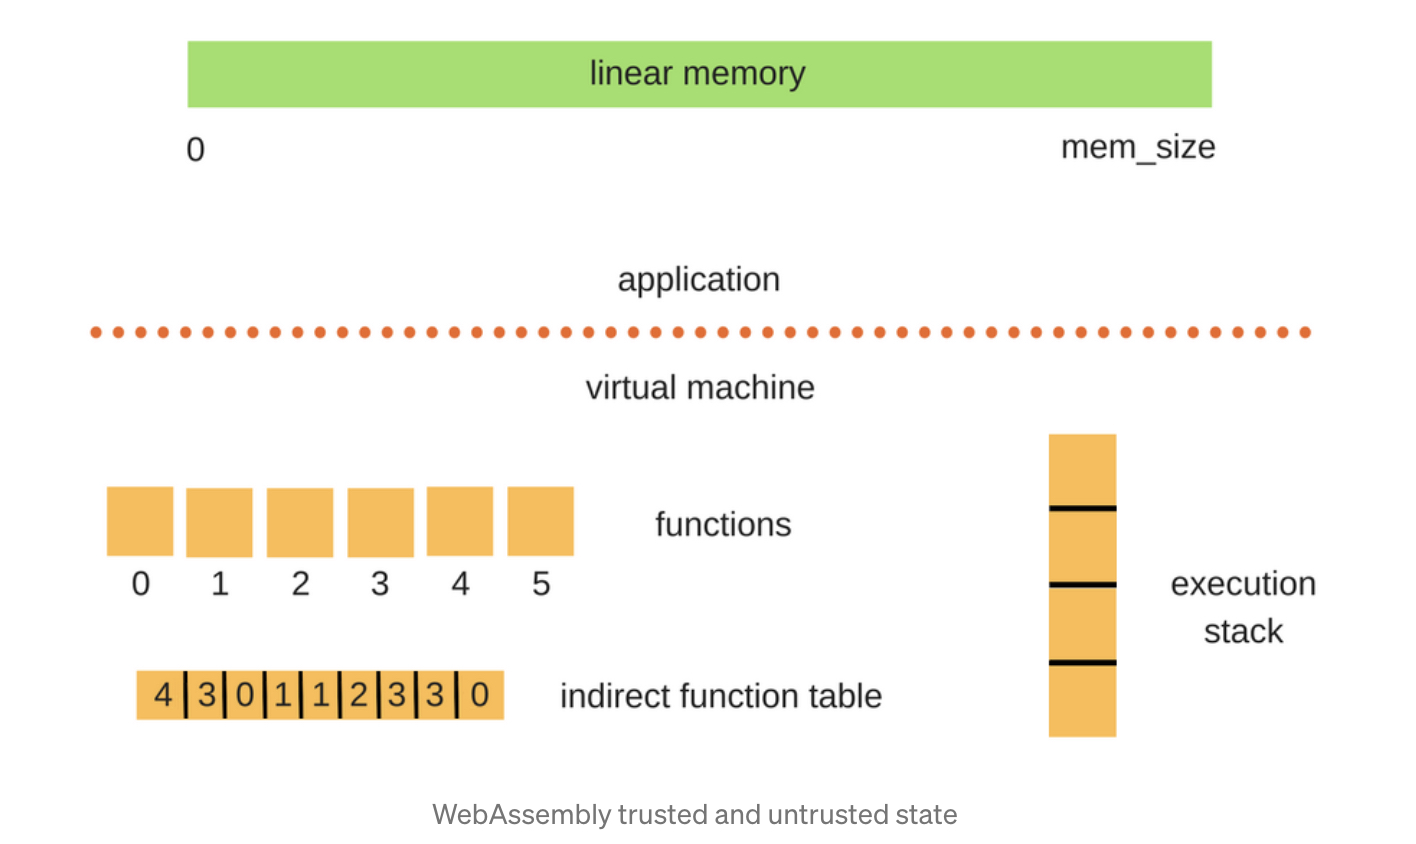 linear memory
0
mem_size
application
virtual machine
functions
0 1 2 3 4 5
execution
stack
4 3 0 1 1 2 3 3 0
indirect function table
WebAssembly trusted and untrusted state